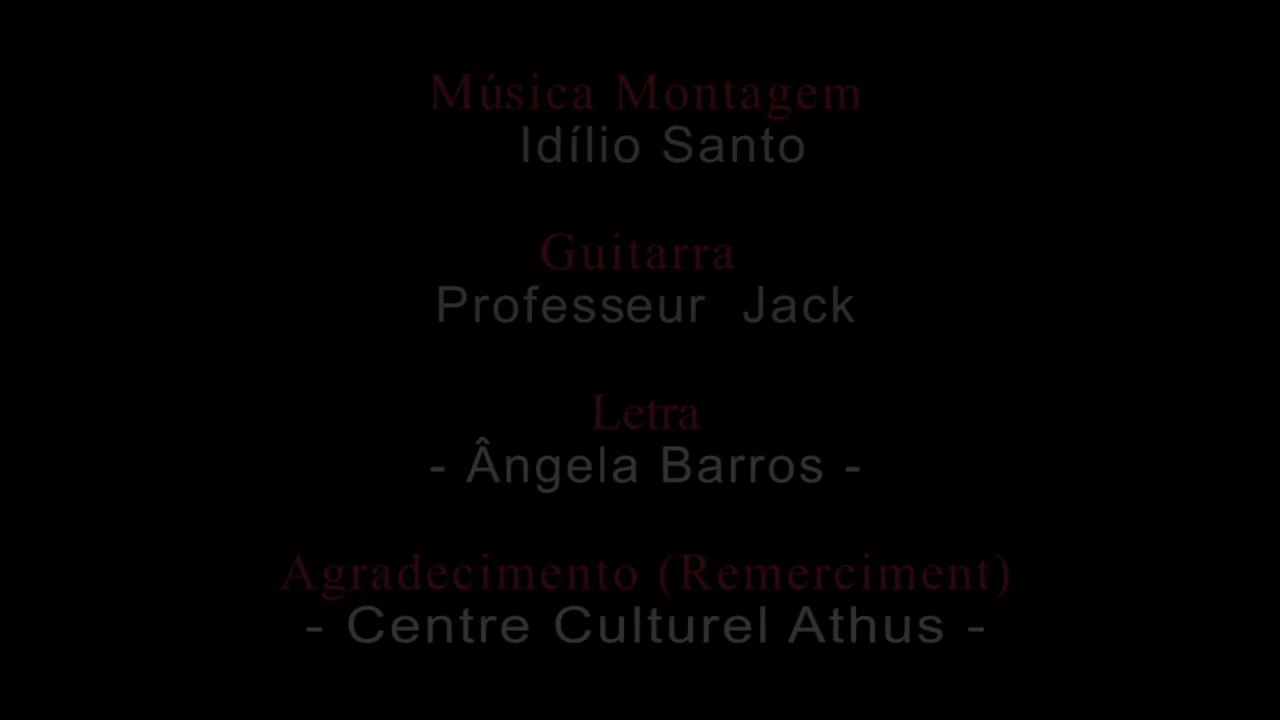 Música Montagem
Idílio Santo
Guitarra
Professeur Jack
Letra
- Ângela Barros -
Agradecimento (Remerciment)
- Centre Culturel Athus -